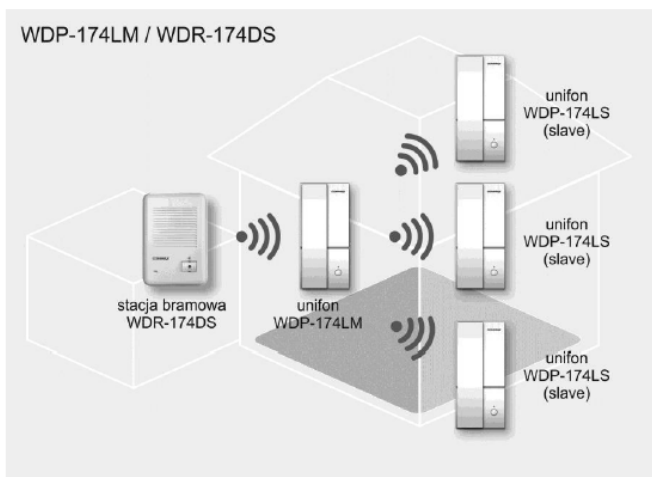 WDP-174LM / WDR-174DS
unifon
WDP-174LS
(slave)
unifon
WDP-174LS
(slave)
stacja bramowa
WDR-174DS
unifon
WDP-174LM
unifon
WDP-174LS
(slave)